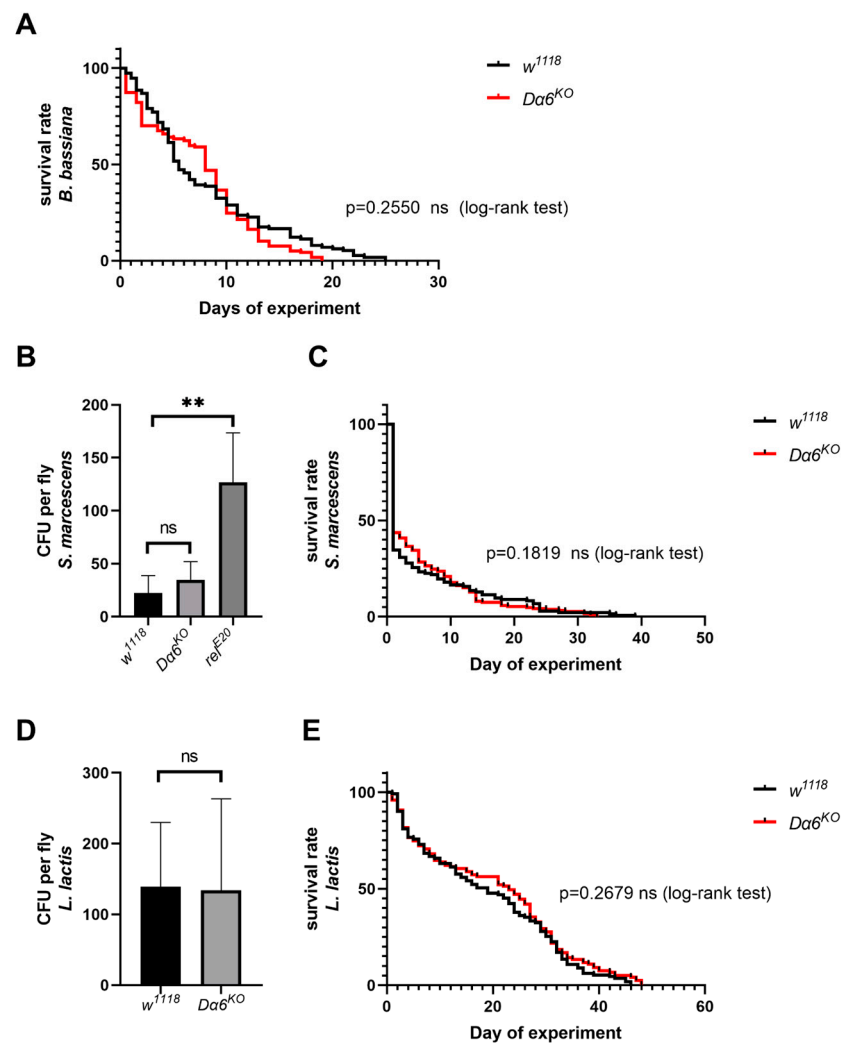 A
survival rate
B. bassiana
100
50
0
0
10
20
30
Days of experiment
w1118
Dα6KO
p=0.2550 ns (log-rank test)
B
CFU per fly
S. marcescens
200
150
100
50
0
**
ns
w1118
Dα6KO
relE20
C
survival rate
S. marcescens
100
50
0
0
10
20
30
40
50
Day of experiment
w1118
Dα6KO
p=0.1819 ns (log-rank test)
D
CFU per fly
L. lactis
300
200
100
0
ns
w1118
Dα6KO
E
survival rate
L. lactis
100
50
0
0
20
40
60
Day of experiment
w1118
Dα6KO
p=0.2679 ns (log-rank test)